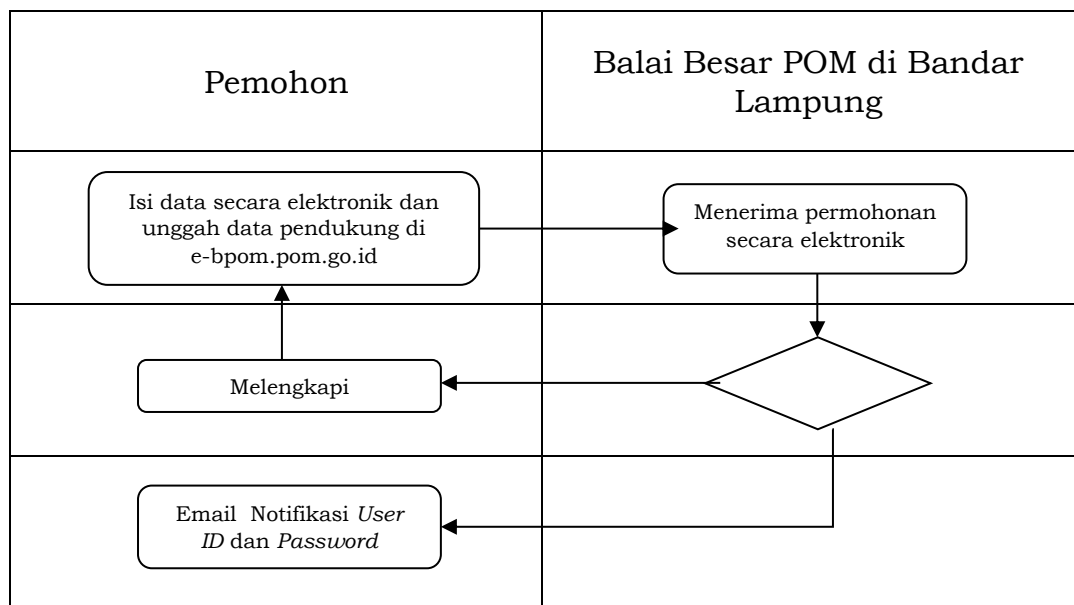 Pemohon
Balai Besar POM di Bandar
Lampung
Isi data secara elektronik dan
unggah data pendukung di
e-bpom.pom.go.id
Menerima permohonan
secara elektronik
Melengkapi
Email Notifikasi User
ID dan Password